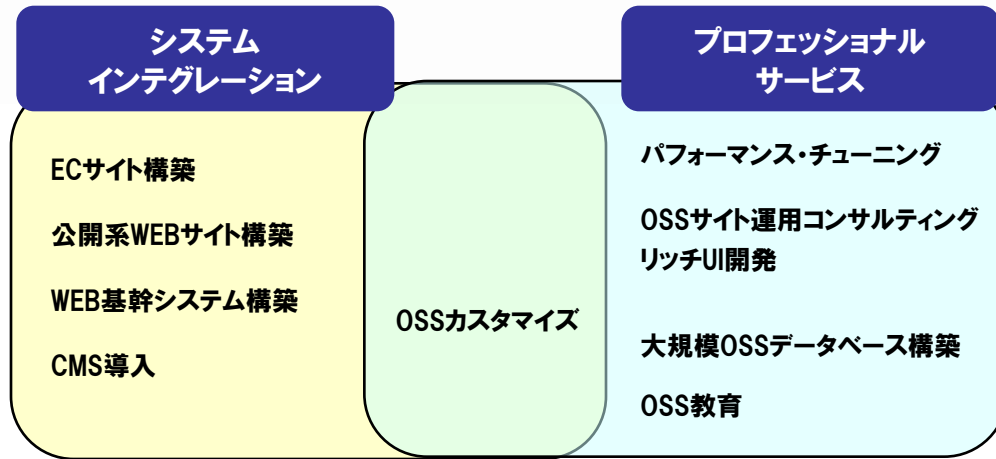 システム
インテグレーション
プロフェッショナル
サービス
ECサイト構築
公開系WEBサイト構築
WEB基幹システム構築
CMS導入
OSSカスタマイズ
パフォーマンス・チューニング
OSSサイト運用コンサルティング
リッチUI開発
大規模OSSデータベース構築
OSS教育